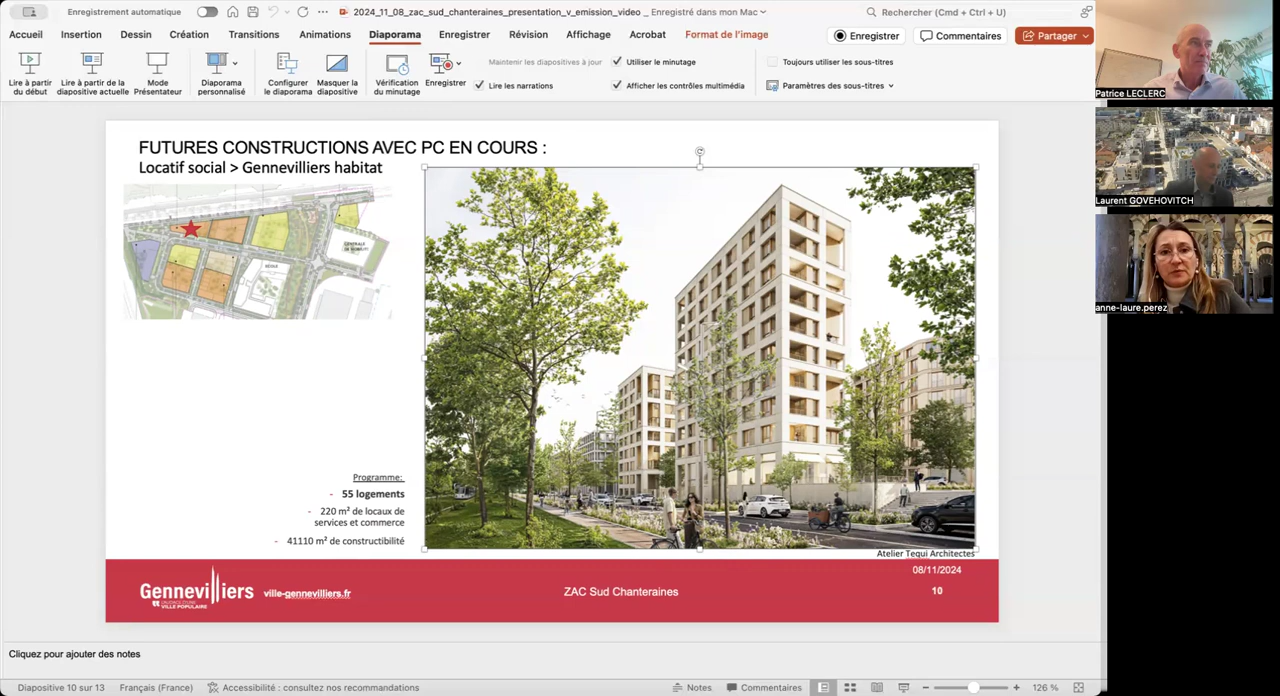 Enregistrement automatique
2024_11_08_zac_sud_chanteraines_presentation_v_emission_video _ Enregistré dans mon Mac
Rechercher (Cmd + Ctrl + U)
Accueil Insertion Dessin Création Transitions Animations Diaporama Enregistrer Révision Affichage Acrobat Format de l'image
Enregistrer Commentaires Partager
Lire à partir du début
Lire à partir de la diapositive actuelle
Mode Présentateur
Diaporama personnalisé
Configurer le diaporama
Masquer la diapositive
Vérification du minutage
Enregistrer
Maintenir les diapositives à jour
Utiliser le minutage
Lire les narrations
Afficher les contrôles multimédia
Toujours utiliser les sous-titres
Paramètres des sous-titres
Patrice LECLERC
Laurent GOVEHOVITCH
anne-laure.perez
FUTURES CONSTRUCTIONS AVEC PC EN COURS :
Locatif social > Gennevilliers habitat
Programme:
- 55 logements
- 220 m² de locaux de
services et commerce
- 41110 m² de constructibilité
Atelier Tequi Architectes
Gennevilliers
VILLE POPULAIRE
ville-gennevilliers.fr
ZAC Sud Chanteraines
08/11/2024
10
Cliquez pour ajouter des notes
Diapositive 10 sur 13 Français (France) Accessibilité : consultez nos recommandations
Notes Commentaires 126 %